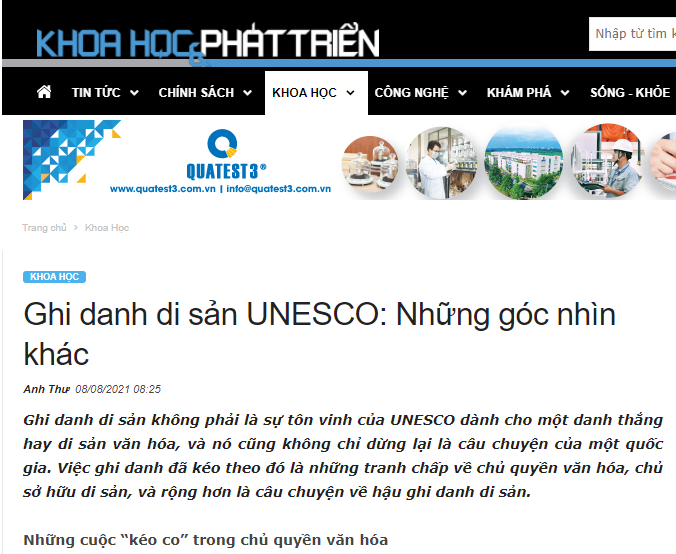 KHOA HỌC & PHÁT TRIỂN
Nhập từ tìm k
TIN TỨC
CHÍNH SÁCH
KHOA HỌC
CÔNG NGHỆ
KHÁM PHÁ
SỐNG - KHỎE
QUATEST3®
www.quatest3.com.vn | info@quatest3.com.vn
Trang chủ > Khoa Học
KHOA HỌC
Ghi danh di sản UNESCO: Những góc nhìn
khác
Anh Thư 08/08/2021 08:25
Ghi danh di sản không phải là sự tôn vinh của UNESCO dành cho một danh thắng
hay di sản văn hóa, và nó cũng không chỉ dừng lại là câu chuyện của một quốc
gia. Việc ghi danh đã kéo theo đó là những tranh chấp về chủ quyền văn hóa, chủ
sở hữu di sản, và rộng hơn là câu chuyện về hậu ghi danh di sản.
Những cuộc “kéo co” trong chủ quyền văn hóa